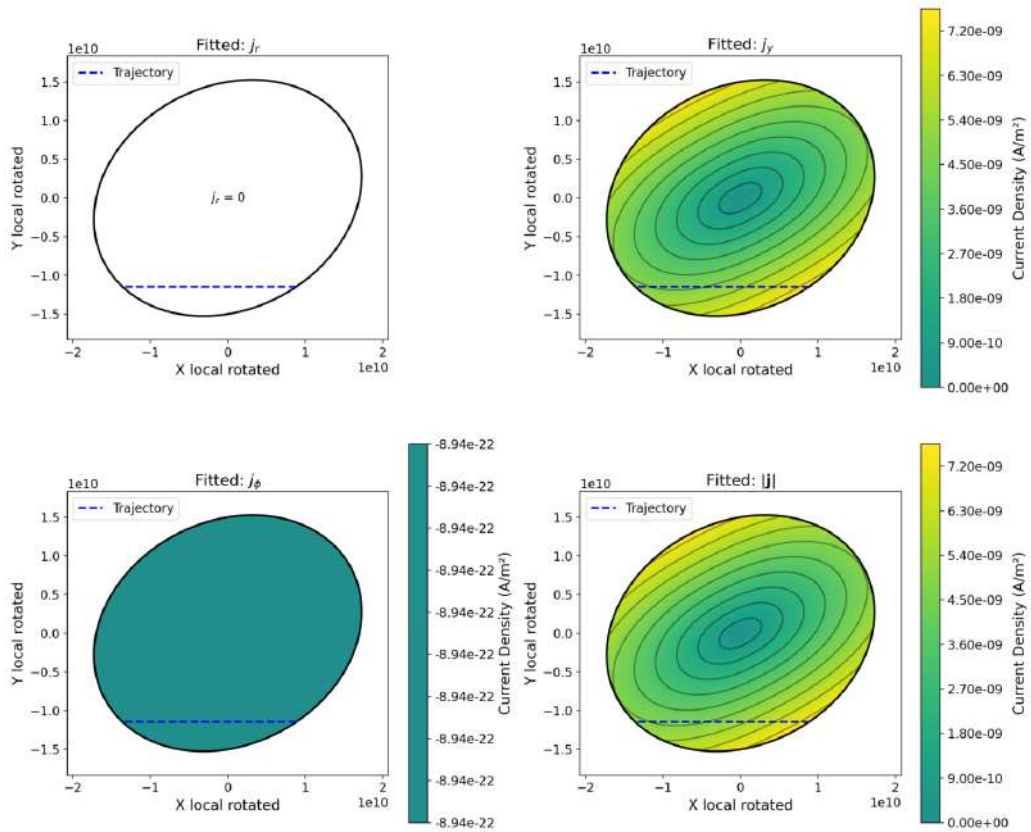 Fitted: j_r
1e10
Trajectory
j_r = 0
Y local rotated
1.5
1.0
0.5
0.0
−0.5
−1.0
−1.5
−2
−1
0
1
2
1e10
X local rotated
Fitted: j_y
1e10
Trajectory
Y local rotated
1.5
1.0
0.5
0.0
−0.5
−1.0
−1.5
−2
−1
0
1
2
1e10
X local rotated
7.20e-09
6.30e-09
5.40e-09
4.50e-09
3.60e-09
2.70e-09
1.80e-09
9.00e-10
0.00e+00
Current Density (A/m²)
Fitted: j_ϕ
1e10
Trajectory
Y local rotated
1.5
1.0
0.5
0.0
−0.5
−1.0
−1.5
−2
−1
0
1
2
1e10
X local rotated
-8.94e-22
-8.94e-22
-8.94e-22
-8.94e-22
-8.94e-22
-8.94e-22
-8.94e-22
-8.94e-22
-8.94e-22
-8.94e-22
Current Density (A/m²)
Fitted: |j|
1e10
Trajectory
Y local rotated
1.5
1.0
0.5
0.0
−0.5
−1.0
−1.5
−2
−1
0
1
2
1e10
X local rotated
7.20e-09
6.30e-09
5.40e-09
4.50e-09
3.60e-09
2.70e-09
1.80e-09
9.00e-10
0.00e+00
Current Density (A/m²)